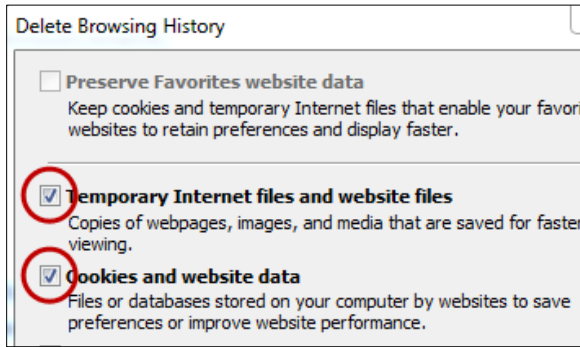 Delete Browsing History
Preserve Favorites website data
Keep cookies and temporary Internet files that enable your favori
websites to retain preferences and display faster.
Temporary Internet files and website files
Copies of webpages, images, and media that are saved for faster
viewing.
Cookies and website data
Files or databases stored on your computer by websites to save
preferences or improve website performance.